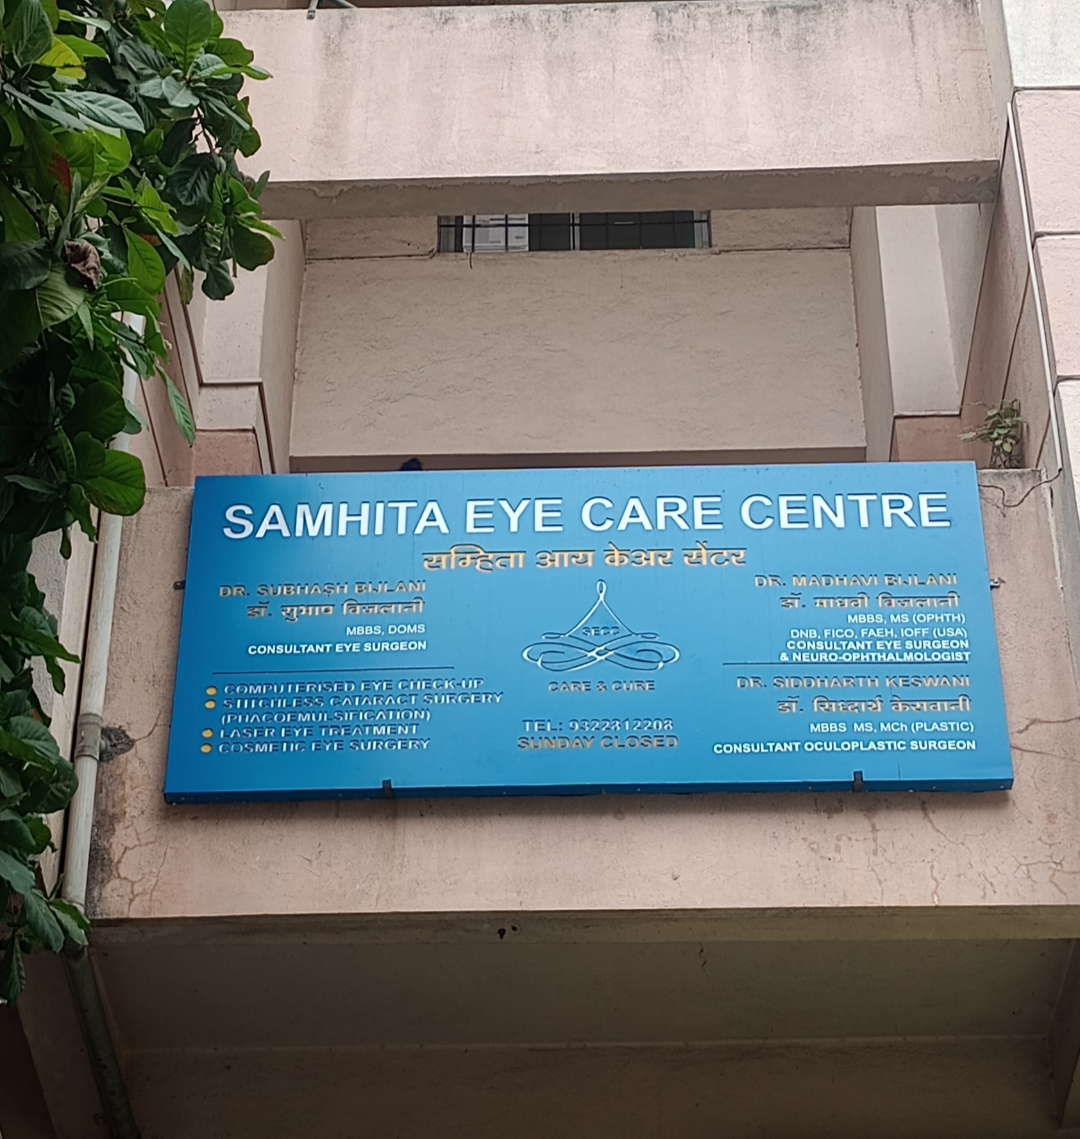 SAMHITA EYE CARE CENTRE
सम्हिता आय केअर सेंटर
DR. SUBHASH BIJLANI
डॉ. सुभाष बिजलानी
MBBS, DOMS
CONSULTANT EYE SURGEON
COMPUTERISED EYE CHECK-UP
STITCHLESS CATARACT SURGERY
(PHACOEMULSIFICATION)
LASER EYE TREATMENT
COSMETIC EYE SURGERY
SECC
CARE & CURE
TEL: 9322812208
SUNDAY CLOSED
DR. MADHAVI BIJLANI
डॉ. माधवी बिजलानी
MBBS, MS (OPHTH)
DNB, FICO, FAEH, IOFF (USA)
CONSULTANT EYE SURGEON
& NEURO-OPHTHALMOLOGIST
DR. SIDDHARTH KESWANI
डॉ. सिध्दार्थ केसवानी
MBBS MS, MCh (PLASTIC)
CONSULTANT OCULOPLASTIC SURGEON